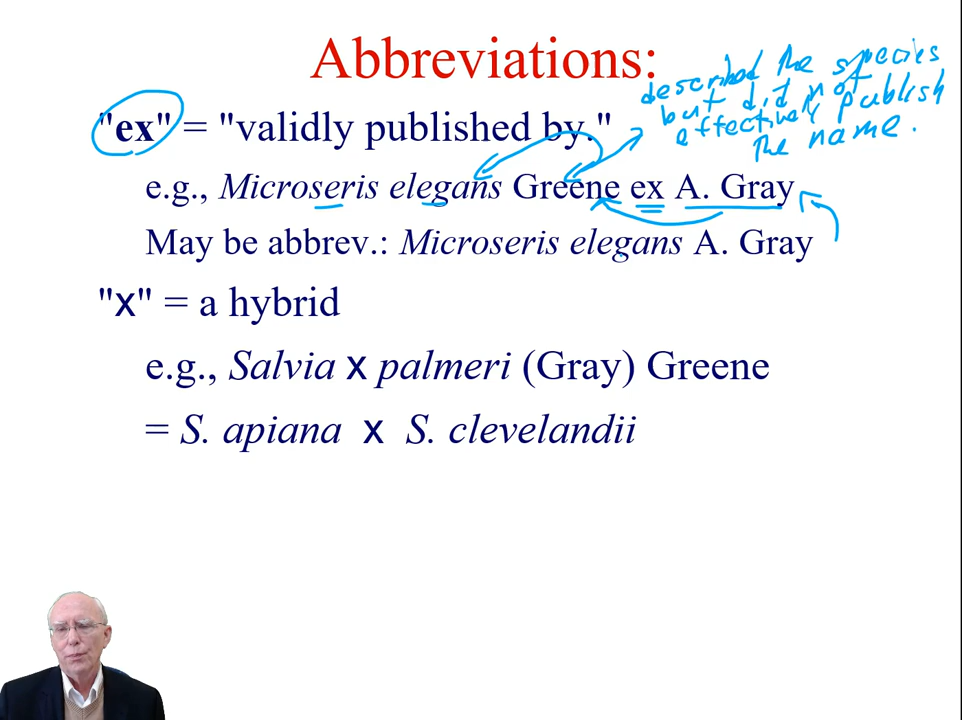 Abbreviations:
described the species
but did not
effectively publish
the name.
"ex" = "validly published by."
e.g., Microseris elegans Greene ex A. Gray
May be abbrev.: Microseris elegans A. Gray
"x" = a hybrid
e.g., Salvia x palmeri (Gray) Greene
= S. apiana x S. clevelandii